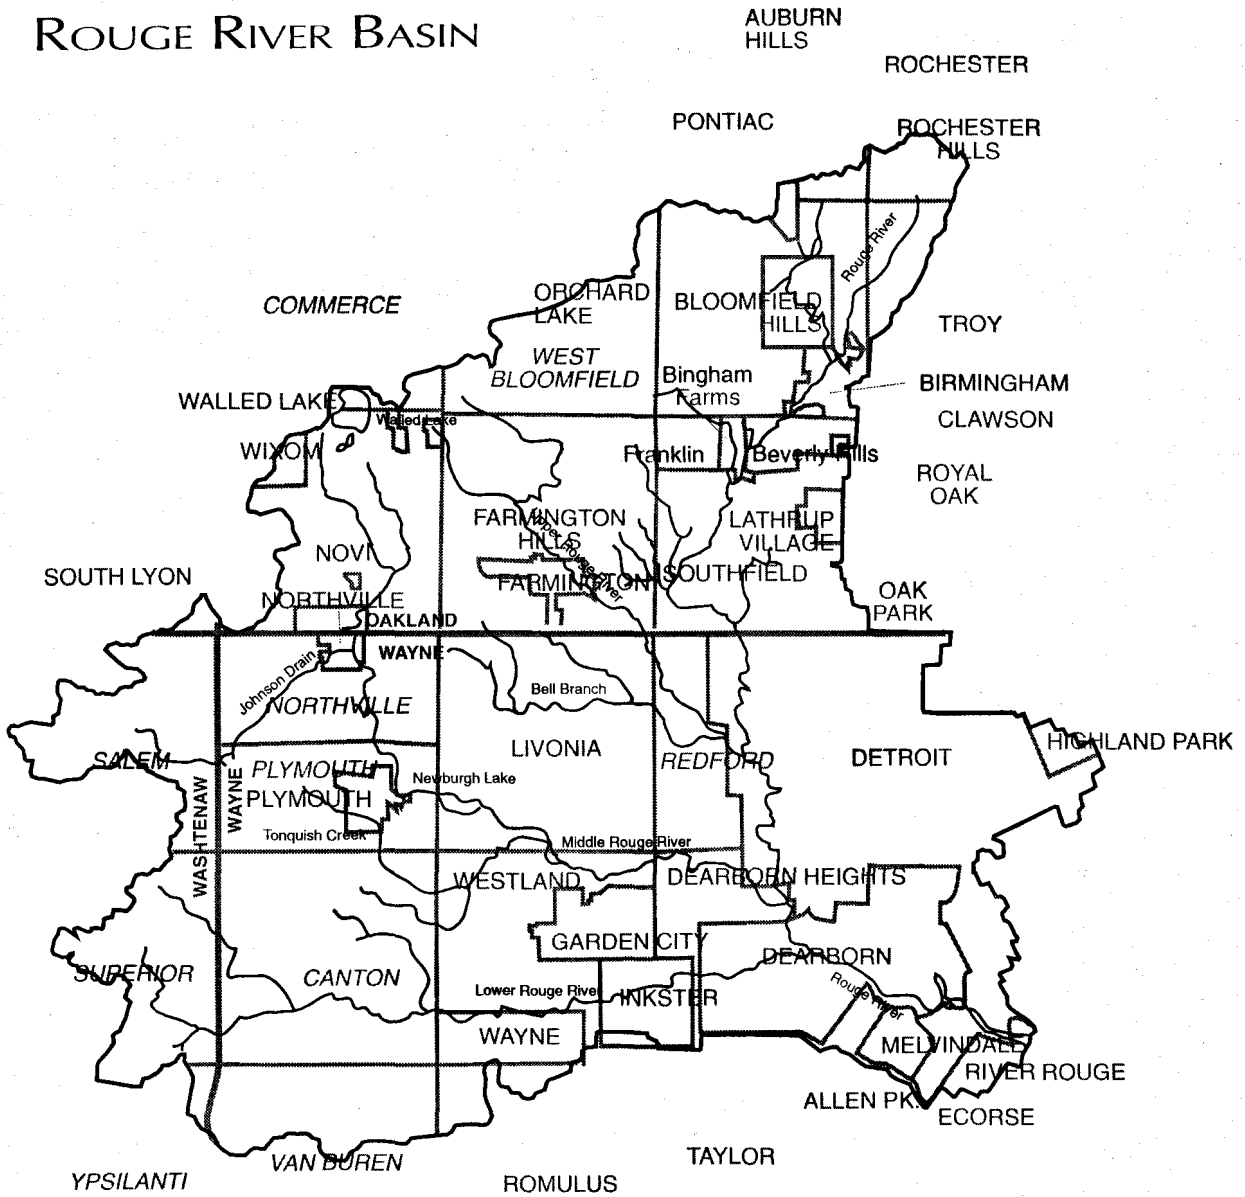 ROUGE RIVER BASIN
AUBURN
HILLS
ROCHESTER
PONTIAC
ROCHESTER
HILLS
Rouge River
COMMERCE
ORCHARD
LAKE
BLOOMFIELD
HILLS
TROY
WEST
BLOOMFIELD
Bingham
Farms
BIRMINGHAM
WALLED LAKE
Walled Lake
CLAWSON
WIXOM
Franklin
Beverly Hills
ROYAL
OAK
FARMINGTON
HILLS
Upper Rouge River
LATHRUP
VILLAGE
NOVI
SOUTH LYON
FARMINGTON
SOUTHFIELD
OAK
PARK
NORTHVILLE
OAKLAND
WAYNE
Johnson Drain
NORTHVILLE
Bell Branch
SALEM
PLYMOUTH
LIVONIA
REDFORD
DETROIT
HIGHLAND PARK
WASHTENAW
WAYNE
PLYMOUTH
Newburgh Lake
Tonquish Creek
Middle Rouge River
WESTLAND
DEARBORN HEIGHTS
GARDEN CITY
DEARBORN
SUPERIOR
CANTON
Lower Rouge River
INKSTER
Rouge River
WAYNE
MELVINDALE
RIVER ROUGE
ALLEN PK.
ECORSE
VAN BUREN
TAYLOR
YPSILANTI
ROMULUS